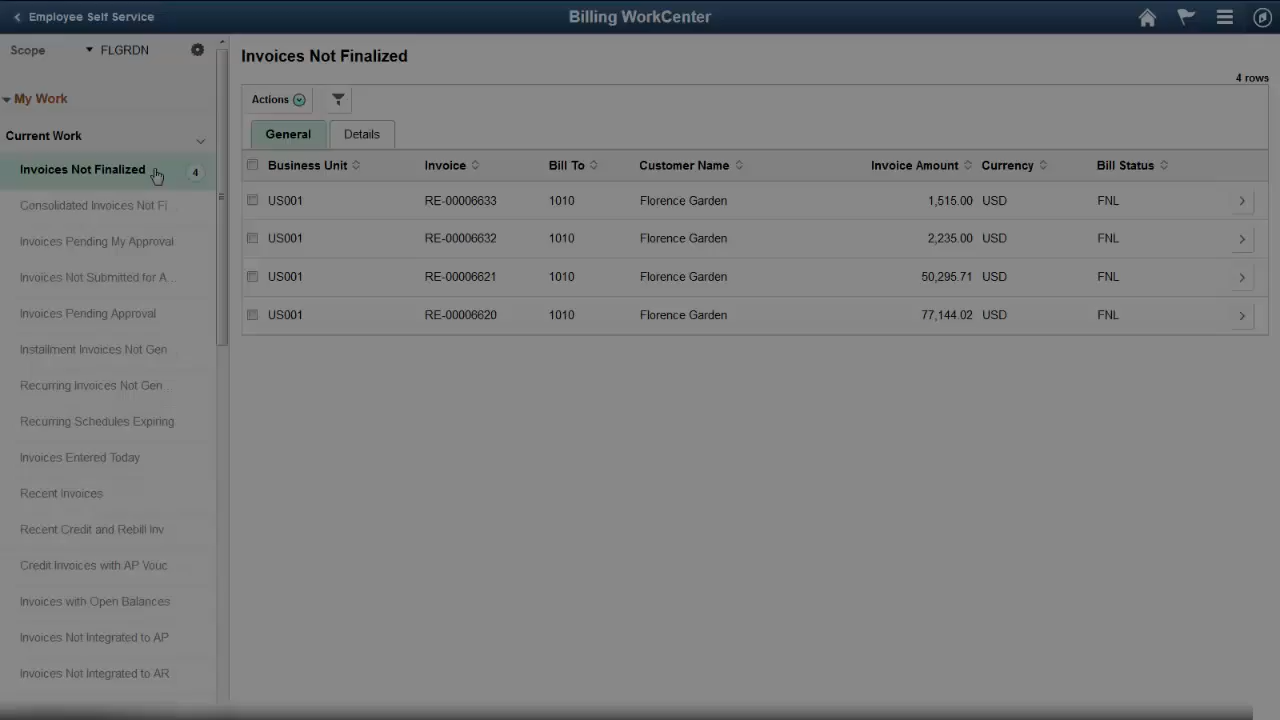 Employee Self Service
Billing WorkCenter
Scope FLGRDN
My Work
Current Work
Invoices Not Finalized 4
Consolidated Invoices Not Fi...
Invoices Pending My Approval
Invoices Not Submitted for A...
Invoices Pending Approval
Installment Invoices Not Gen...
Recurring Invoices Not Gen...
Recurring Schedules Expiring
Invoices Entered Today
Recent Invoices
Recent Credit and Rebill Inv
Credit Invoices with AP Vouc
Invoices with Open Balances
Invoices Not Integrated to AP
Invoices Not Integrated to AR
Invoices Not Finalized
4 rows
Actions
General Details
Business Unit Invoice Bill To Customer Name Invoice Amount Currency Bill Status
US001 RE-00006633 1010 Florence Garden 1,515.00 USD FNL
US001 RE-00006632 1010 Florence Garden 2,235.00 USD FNL
US001 RE-00006621 1010 Florence Garden 50,295.71 USD FNL
US001 RE-00006620 1010 Florence Garden 77,144.02 USD FNL